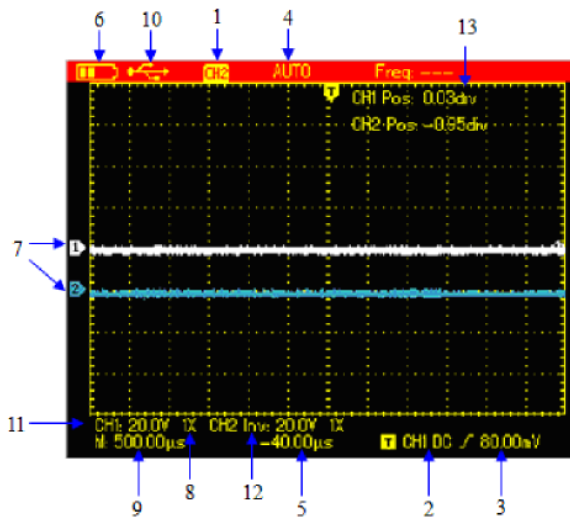 6 10 1 4 13
CH2 AUTO Freq: ---
T CH1 Pos: 0.03div
CH2 Pos: -0.95div
7
1
2
11
CH1: 20.0V 1X CH2 Inv: 20.0V 1X
M: 500.00µs -40.00µs T CH1 DC 80.00mV
9 8 12 5 2 3